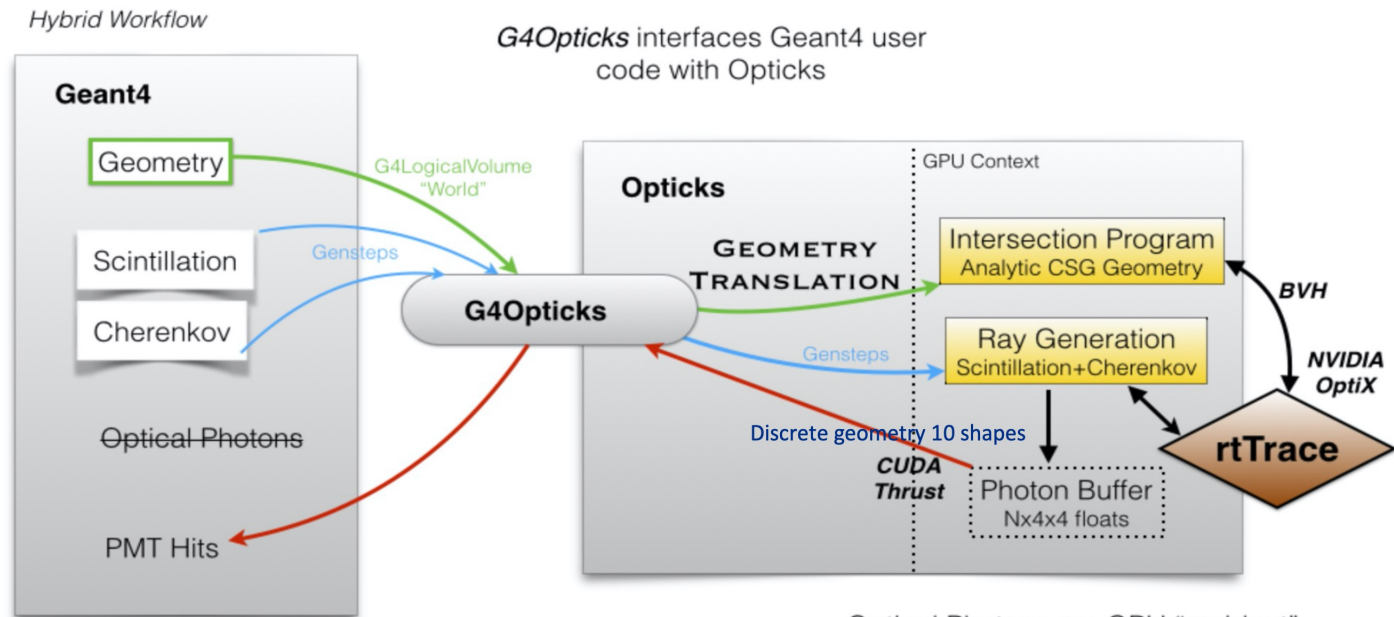 Hybrid Workflow
G4Opticks interfaces Geant4 user
code with Opticks
Geant4
Geometry
Scintillation
Cherenkov
Optical Photons
PMT Hits
G4LogicalVolume
"World"
Gensteps
G4Opticks
Opticks
GPU Context
GEOMETRY
TRANSLATION
Gensteps
Intersection Program
Analytic CSG Geometry
Ray Generation
Scintillation+Cherenkov
BVH
NVIDIA
OptiX
rtTrace
Discrete geometry 10 shapes
CUDA
Thrust
Photon Buffer
Nx4x4 floats